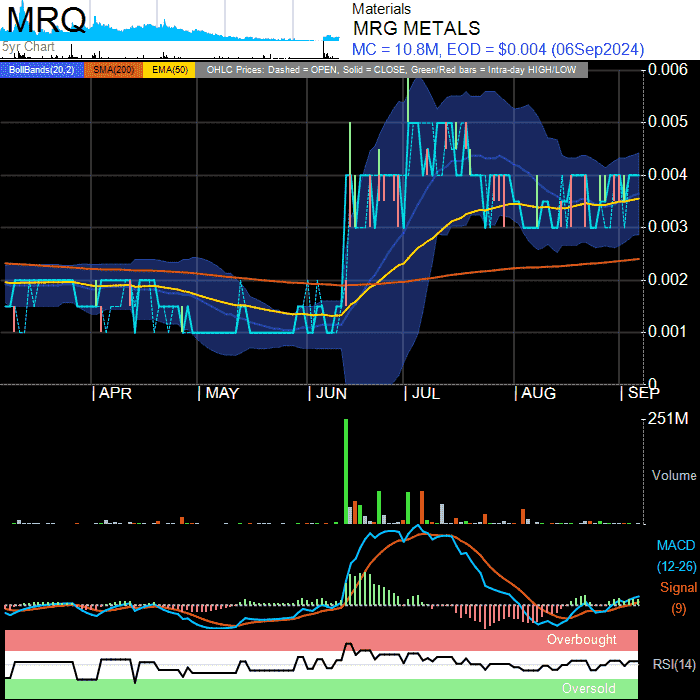 MRQ
5yr Chart
Materials
MRG METALS
MC = 10.8M, EOD = $0.004 (06Sep2024)
BollBands(20,2) SMA(200) EMA(50) OHLC Prices: Dashed = OPEN, Solid = CLOSE, Green/Red bars = Intra-day HIGH/LOW
0.006
0.005
0.004
0.003
0.002
0.001
0
APR MAY JUN JUL AUG SEP
251M
Volume
MACD
(12-26)
Signal
(9)
Overbought
RSI(14)
Oversold